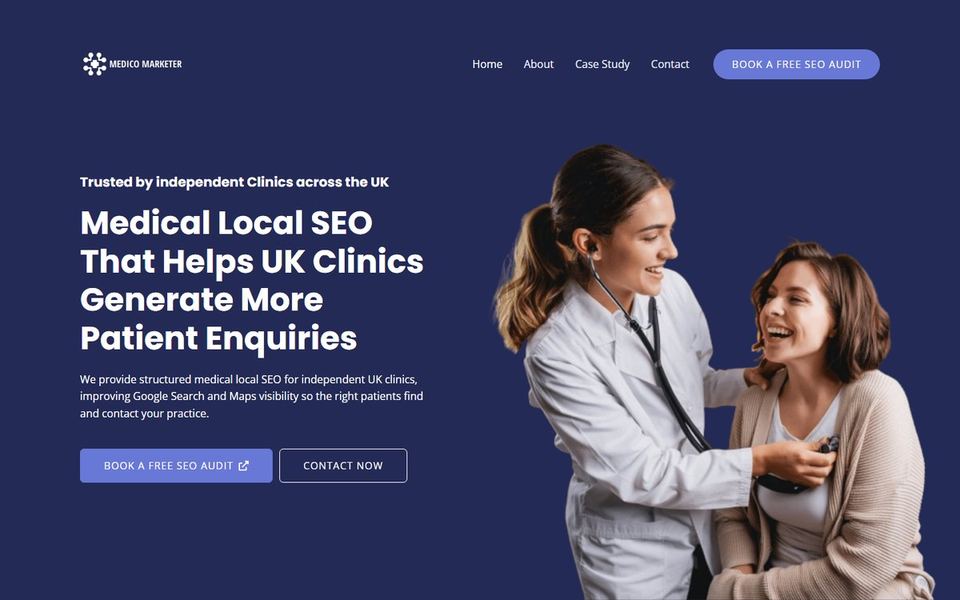 MEDICO MARKETER
Home
About
Case Study
Contact
BOOK A FREE SEO AUDIT
Trusted by independent Clinics across the UK
Medical Local SEO
That Helps UK Clinics
Generate More
Patient Enquiries
We provide structured medical local SEO for independent UK clinics,
improving Google Search and Maps visibility so the right patients find
and contact your practice.
BOOK A FREE SEO AUDIT
CONTACT NOW